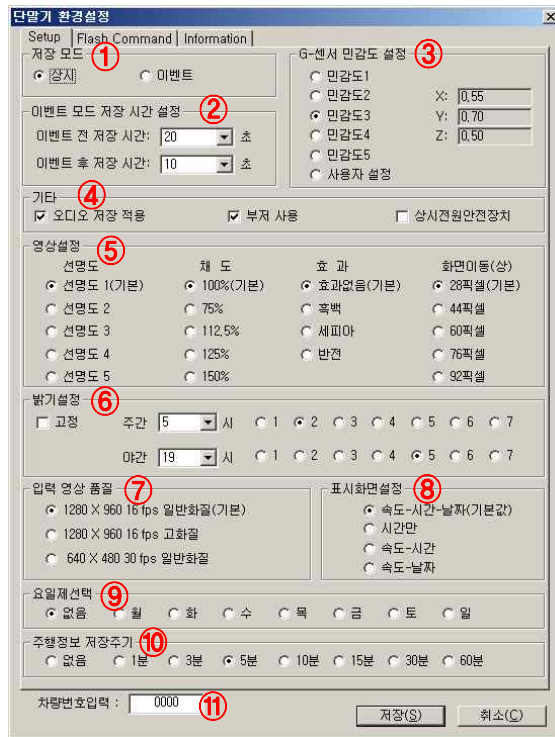 단말기 환경설정
Setup Flash Command Information
저장 모드 ①
상시 이벤트
이벤트 모드 저장 시간 설정 ②
이벤트 전 저장 시간: 20 초
이벤트 후 저장 시간: 10 초
G-센서 민감도 설정 ③
민감도1
민감도2 X: 0,55
민감도3 Y: 0,70
민감도4 Z: 0,50
민감도5
사용자 설정
기타 ④
오디오 저장 적용 부저 사용 상시전원안전장치
영상설정 ⑤
선명도 채 도 효 과 화면이동(상)
선명도 1(기본) 100%(기본) 효과없음(기본) 28픽셀(기본)
선명도 2 75% 흑백 44픽셀
선명도 3 112,5% 세피아 60픽셀
선명도 4 125% 반전 76픽셀
선명도 5 150% 92픽셀
밝기설정 ⑥
고정 주간 5 시 1 2 3 4 5 6 7
야간 19 시 1 2 3 4 5 6 7
입력 영상 품질 ⑦
1280 X 960 16 fps 일반화질(기본)
1280 X 960 16 fps 고화질
640 X 480 30 fps 일반화질
표시화면설정 ⑧
속도-시간-날짜(기본값)
시간만
속도-시간
속도-날짜
요일제선택 ⑨
없음 월 화 수 목 금 토 일
주행정보 저장주기 ⑩
없음 1분 3분 5분 10분 15분 30분 60분
차량번호입력 : 0000 ⑪
저장(S) 취소(C)